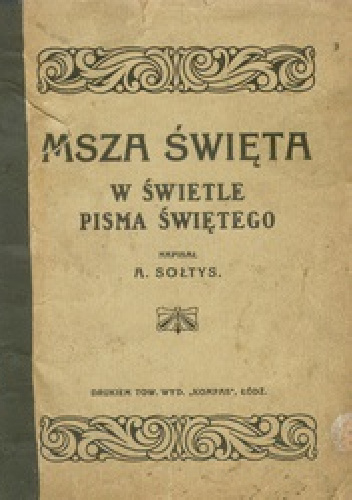 MSZA ŚWIĘTA
W ŚWIETLE
PISMA ŚWIĘTEGO
NAPISAŁ
A. SOŁTYS.
DRUKIEM TOW. WYD. „KOMPAS", ŁÓDŹ.